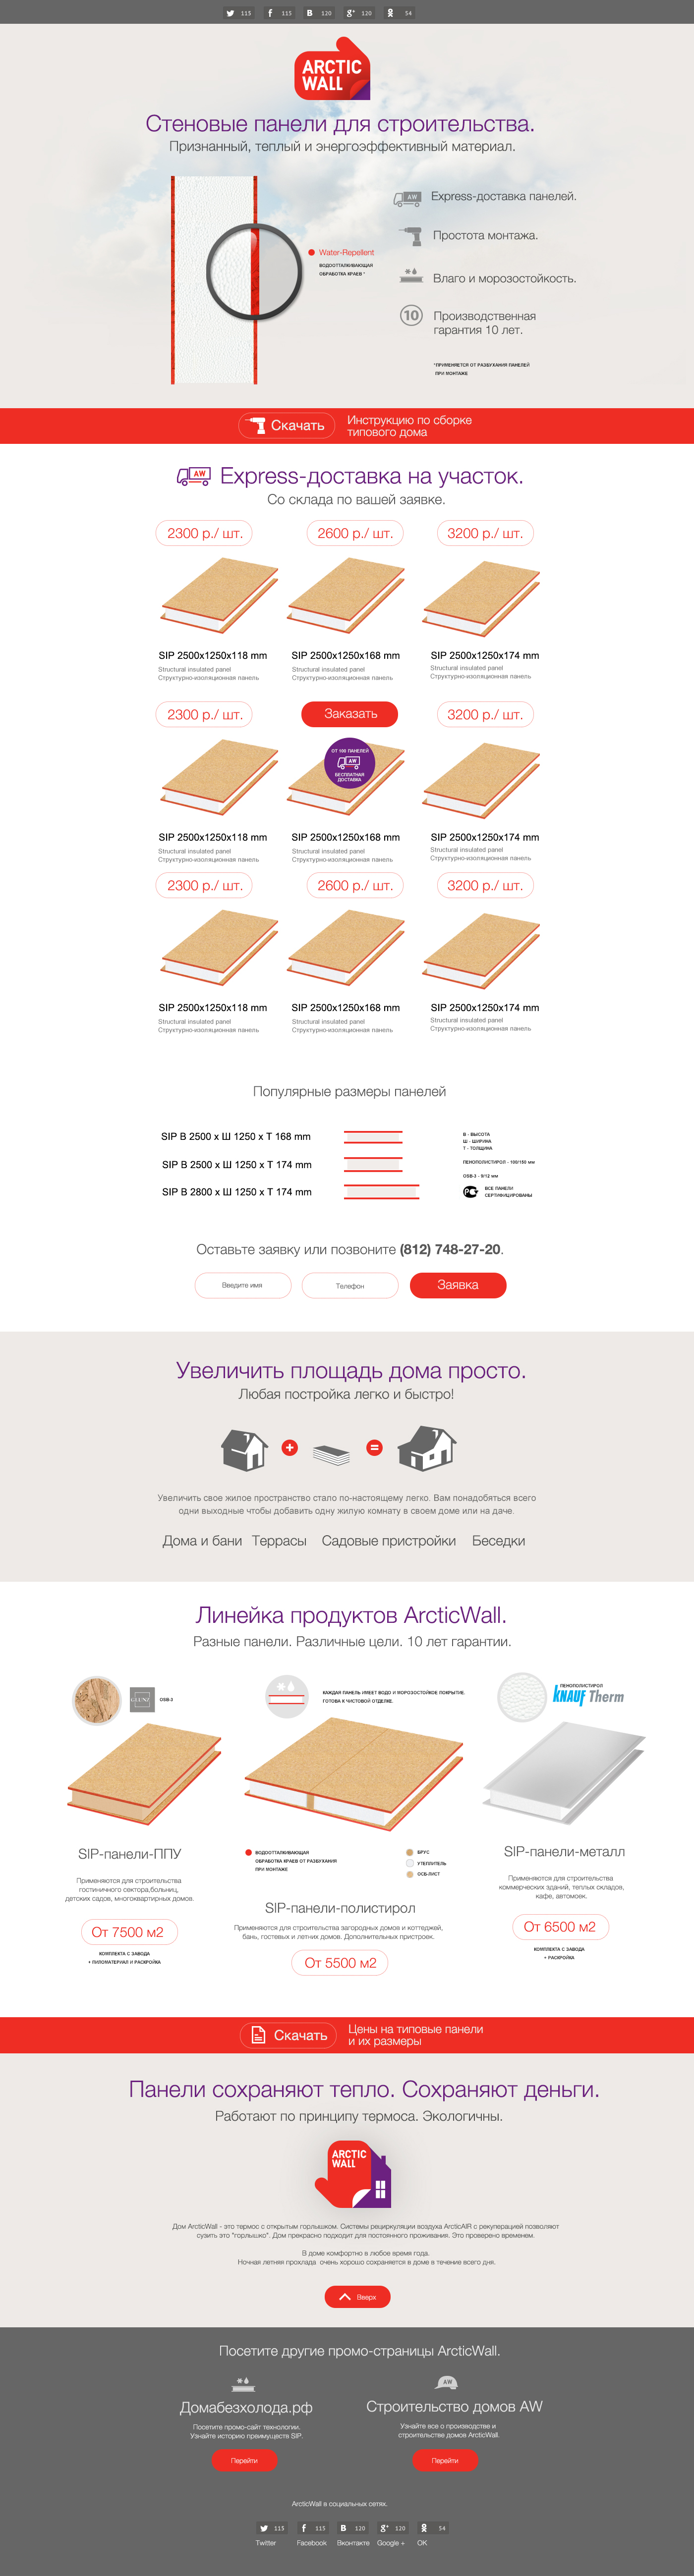 115 115 120 120 54
ARCTIC
WALL
Стеновые панели для строительства.
Признанный, теплый и энергоэффективный материал.
Water-Repellent
ВОДООТТАЛКИВАЮЩАЯ
ОБРАБОТКА КРАЕВ *
AW
Express-доставка панелей.
Простота монтажа.
Влаго и морозостойкость.
10
Производственная
гарантия 10 лет.
*ПРИМЕНЯЕТСЯ ОТ РАЗБУХАНИЯ ПАНЕЛЕЙ
ПРИ МОНТАЖЕ
Скачать
Инструкцию по сборке
типового дома
AW
Express-доставка на участок.
Со склада по вашей заявке.
2300 р./ шт. 2600 р./ шт. 3200 р./ шт.
SIP 2500x1250x118 mm SIP 2500x1250x168 mm SIP 2500x1250x174 mm
Structural insulated panel Structural insulated panel Structural insulated panel
Структурно-изоляционная панель Структурно-изоляционная панель Структурно-изоляционная панель
2300 р./ шт. Заказать 3200 р./ шт.
ОТ 100 ПАНЕЛЕЙ
AW
БЕСПЛАТНАЯ
ДОСТАВКА
SIP 2500x1250x118 mm SIP 2500x1250x168 mm SIP 2500x1250x174 mm
Structural insulated panel Structural insulated panel Structural insulated panel
Структурно-изоляционная панель Структурно-изоляционная панель Структурно-изоляционная панель
2300 р./ шт. 2600 р./ шт. 3200 р./ шт.
SIP 2500x1250x118 mm SIP 2500x1250x168 mm SIP 2500x1250x174 mm
Structural insulated panel Structural insulated panel Structural insulated panel
Структурно-изоляционная панель Структурно-изоляционная панель Структурно-изоляционная панель
Популярные размеры панелей
SIP В 2500 x Ш 1250 x Т 168 mm
SIP В 2500 x Ш 1250 x Т 174 mm
SIP В 2800 x Ш 1250 x Т 174 mm
В - ВЫСОТА
Ш - ШИРИНА
Т - ТОЛЩИНА
ПЕНОПОЛИСТИРОЛ - 100/150 мм
OSB-3 - 9/12 мм
ВСЕ ПАНЕЛИ
СЕРТИФИЦИРОВАНЫ
Оставьте заявку или позвоните (812) 748-27-20.
Введите имя Телефон Заявка
Увеличить площадь дома просто.
Любая постройка легко и быстро!
Увеличить свое жилое пространство стало по-настоящему легко. Вам понадобяться всего
одни выходные чтобы добавить одну жилую комнату в своем доме или на даче.
Дома и бани Террасы Садовые пристройки Беседки
Линейка продуктов ArcticWall.
Разные панели. Различные цели. 10 лет гарантии.
OSB-3
SIP-панели-ППУ
Применяются для строительства
гостиничного сектора,больниц,
детских садов, многоквартирных домов.
От 7500 м2
КОМПЛЕКТА С ЗАВОДА
+ ПИЛОМАТЕРИАЛ И РАСКРОЙКА
КАЖДАЯ ПАНЕЛЬ ИМЕЕТ ВОДО И МОРОЗОСТОЙКОЕ ПОКРЫТИЕ.
ГОТОВА К ЧИСТОВОЙ ОТДЕЛКЕ.
ВОДООТТАЛКИВАЮЩАЯ
ОБРАБОТКА КРАЕВ ОТ РАЗБУХАНИЯ
ПРИ МОНТАЖЕ
БРУС
УТЕПЛИТЕЛЬ
ОСБ-ЛИСТ
SIP-панели-полистирол
Применяются для строительства загородных домов и коттеджей,
бань, гостевых и летних домов. Дополнительных пристроек.
От 5500 м2
ПЕНОПОЛИСТИРОЛ
KNAUF Therm
SIP-панели-металл
Применяются для строительства
коммерческих зданий, теплых складов,
кафе, автомоек.
От 6500 м2
КОМПЛЕКТА С ЗАВОДА
+ РАСКРОЙКА
Скачать
Цены на типовые панели
и их размеры
Панели сохраняют тепло. Сохраняют деньги.
Работают по принципу термоса. Экологичны.
ARCTIC
WALL
Дом ArcticWall - это термос с открытым горлышком. Системы рециркуляции воздуха ArcticAIR с рекуперацией позволяют
сузить это "горлышко". Дом прекрасно подходит для постоянного проживания. Это проверено временем.
В доме комфортно в любое время года.
Ночная летняя прохлада очень хорошо сохраняется в доме в течение всего дня.
Вверх
Посетите другие промо-страницы ArcticWall.
Домабезхолода.рф
Посетите промо-сайт технологии.
Узнайте историю преимуществ SIP.
Перейти
AW
Строительство домов AW
Узнайте все о производстве и
строительстве домов ArcticWall.
Перейти
ArcticWall в социальных сетях.
115 115 120 120 54
Twitter Facebook Вконтакте Google + ОК